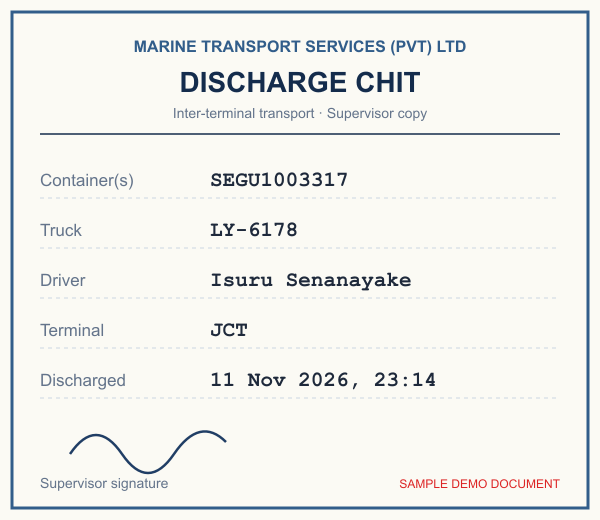 MARINE TRANSPORT SERVICES (PVT) LTD
DISCHARGE CHIT
Inter-terminal transport · Supervisor copy
Container(s) SEGU1003317
Truck LY-6178
Driver Isuru Senanayake
Terminal JCT
Discharged 11 Nov 2026, 23:14
Supervisor signature SAMPLE DEMO DOCUMENT